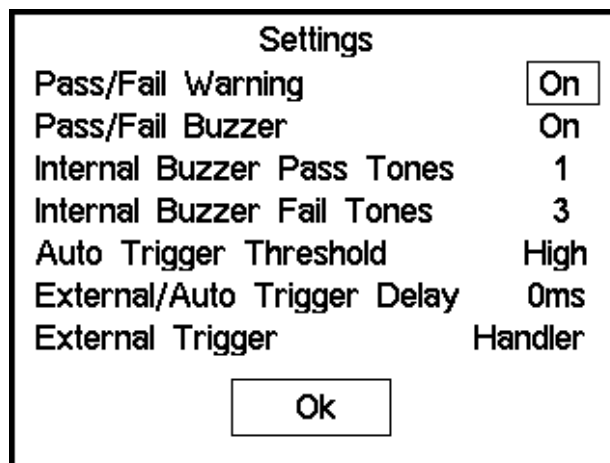 Settings
Pass/Fail Warning On
Pass/Fail Buzzer On
Internal Buzzer Pass Tones 1
Internal Buzzer Fail Tones 3
Auto Trigger Threshold High
External/Auto Trigger Delay 0ms
External Trigger Handler
Ok